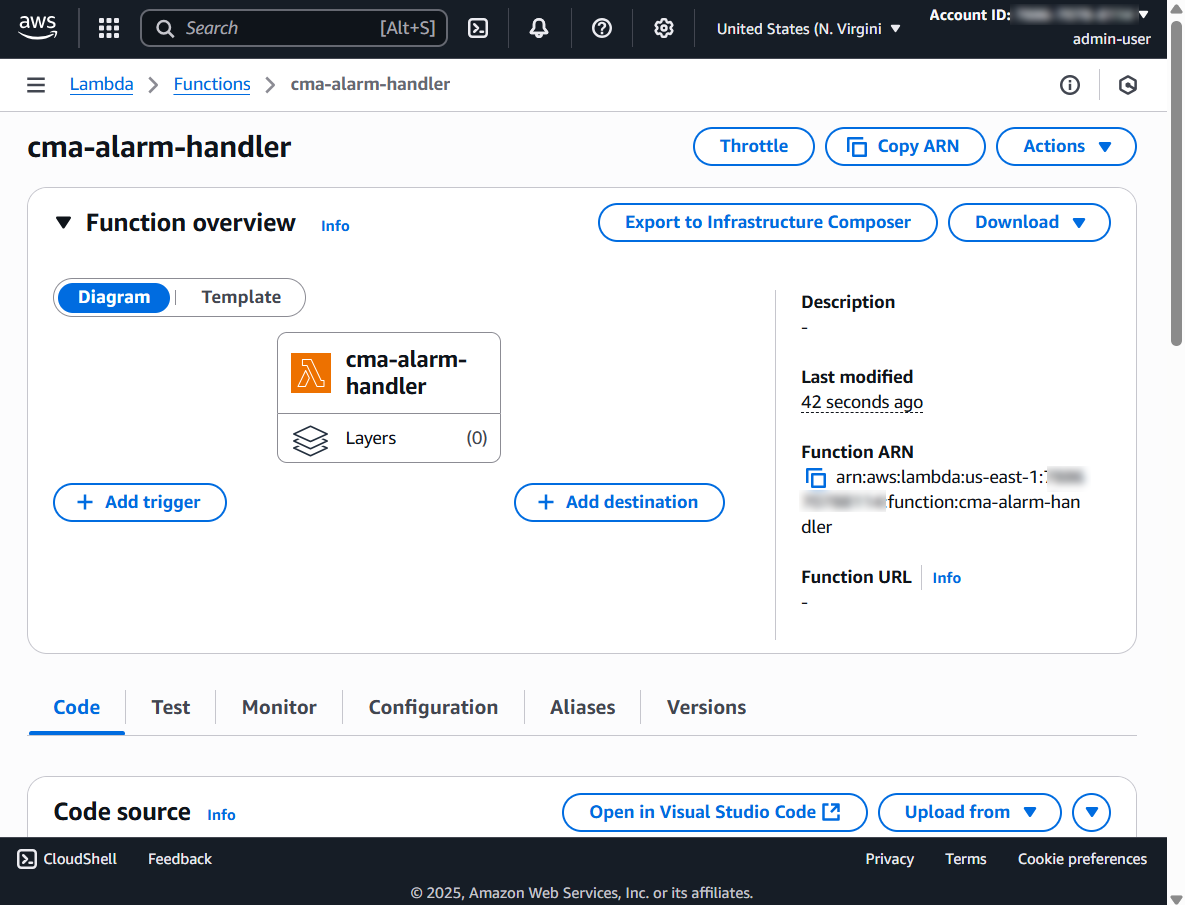 aws
Search [Alt+S]
United States (N. Virgini
Account ID:
admin-user
Lambda > Functions > cma-alarm-handler
cma-alarm-handler
Throttle
Copy ARN
Actions
Function overview Info
Export to Infrastructure Composer
Download
Diagram
Template
cma-alarm-
handler
Layers (0)
Add trigger
Add destination
Description
-
Last modified
42 seconds ago
Function ARN
arn:aws:lambda:us-east-1:
:function:cma-alarm-han
dler
Function URL Info
-
Code Test Monitor Configuration Aliases Versions
Code source Info
Open in Visual Studio Code
Upload from
CloudShell Feedback Privacy Terms Cookie preferences
© 2025, Amazon Web Services, Inc. or its affiliates.